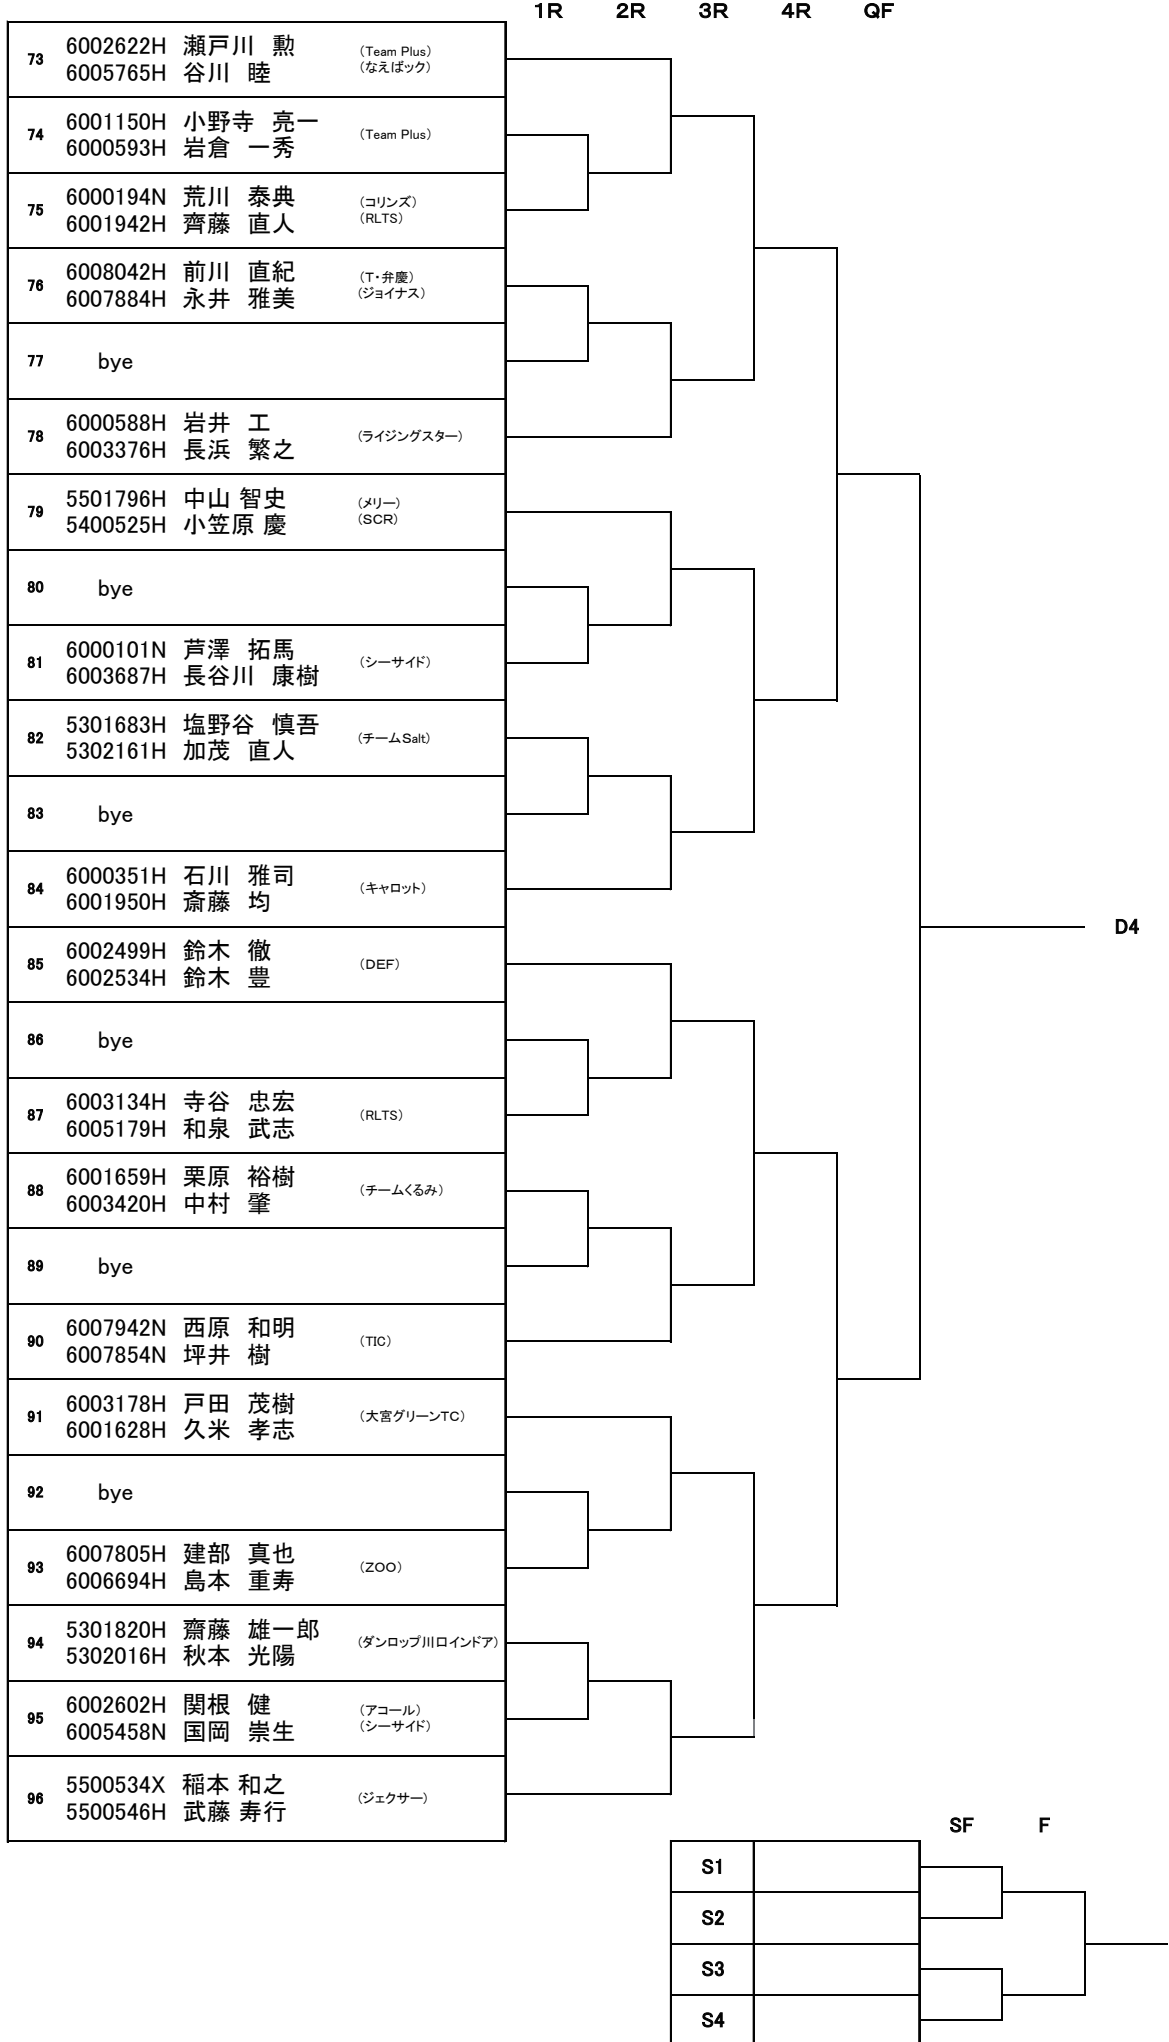 1R 2R 3R 4R QF
73 6002622H 瀬戸川 勲 (Team Plus)
6005765H 谷川 睦 (なえばック)
74 6001150H 小野寺 亮一 (Team Plus)
6000593H 岩倉 一秀
75 6000194N 荒川 泰典 (コリンズ)
6001942H 齊藤 直人 (RLTS)
76 6008042H 前川 直紀 (T・弁慶)
6007884H 永井 雅美 (ジョイナス)
77 bye
78 6000588H 岩井 工 (ライジングスター)
6003376H 長浜 繁之
79 5501796H 中山 智史 (メリー)
5400525H 小笠原 慶 (SCR)
80 bye
81 6000101N 芦澤 拓馬 (シーサイド)
6003687H 長谷川 康樹
82 5301683H 塩野谷 慎吾 (チームSalt)
5302161H 加茂 直人
83 bye
84 6000351H 石川 雅司 (キャロット)
6001950H 斎藤 均
85 6002499H 鈴木 徹 (DEF)
6002534H 鈴木 豊
D4
86 bye
87 6003134H 寺谷 忠宏 (RLTS)
6005179H 和泉 武志
88 6001659H 栗原 裕樹 (チームくるみ)
6003420H 中村 肇
89 bye
90 6007942N 西原 和明 (TIC)
6007854N 坪井 樹
91 6003178H 戸田 茂樹 (大宮グリーンTC)
6001628H 久米 孝志
92 bye
93 6007805H 建部 真也 (ZOO)
6006694H 島本 重寿
94 5301820H 齋藤 雄一郎 (ダンロップ川口インドア)
5302016H 秋本 光陽
95 6002602H 関根 健 (アコール)
6005458N 国岡 崇生 (シーサイド)
96 5500534X 稲本 和之 (ジェクサー)
5500546H 武藤 寿行
SF F
S1
S2
S3
S4